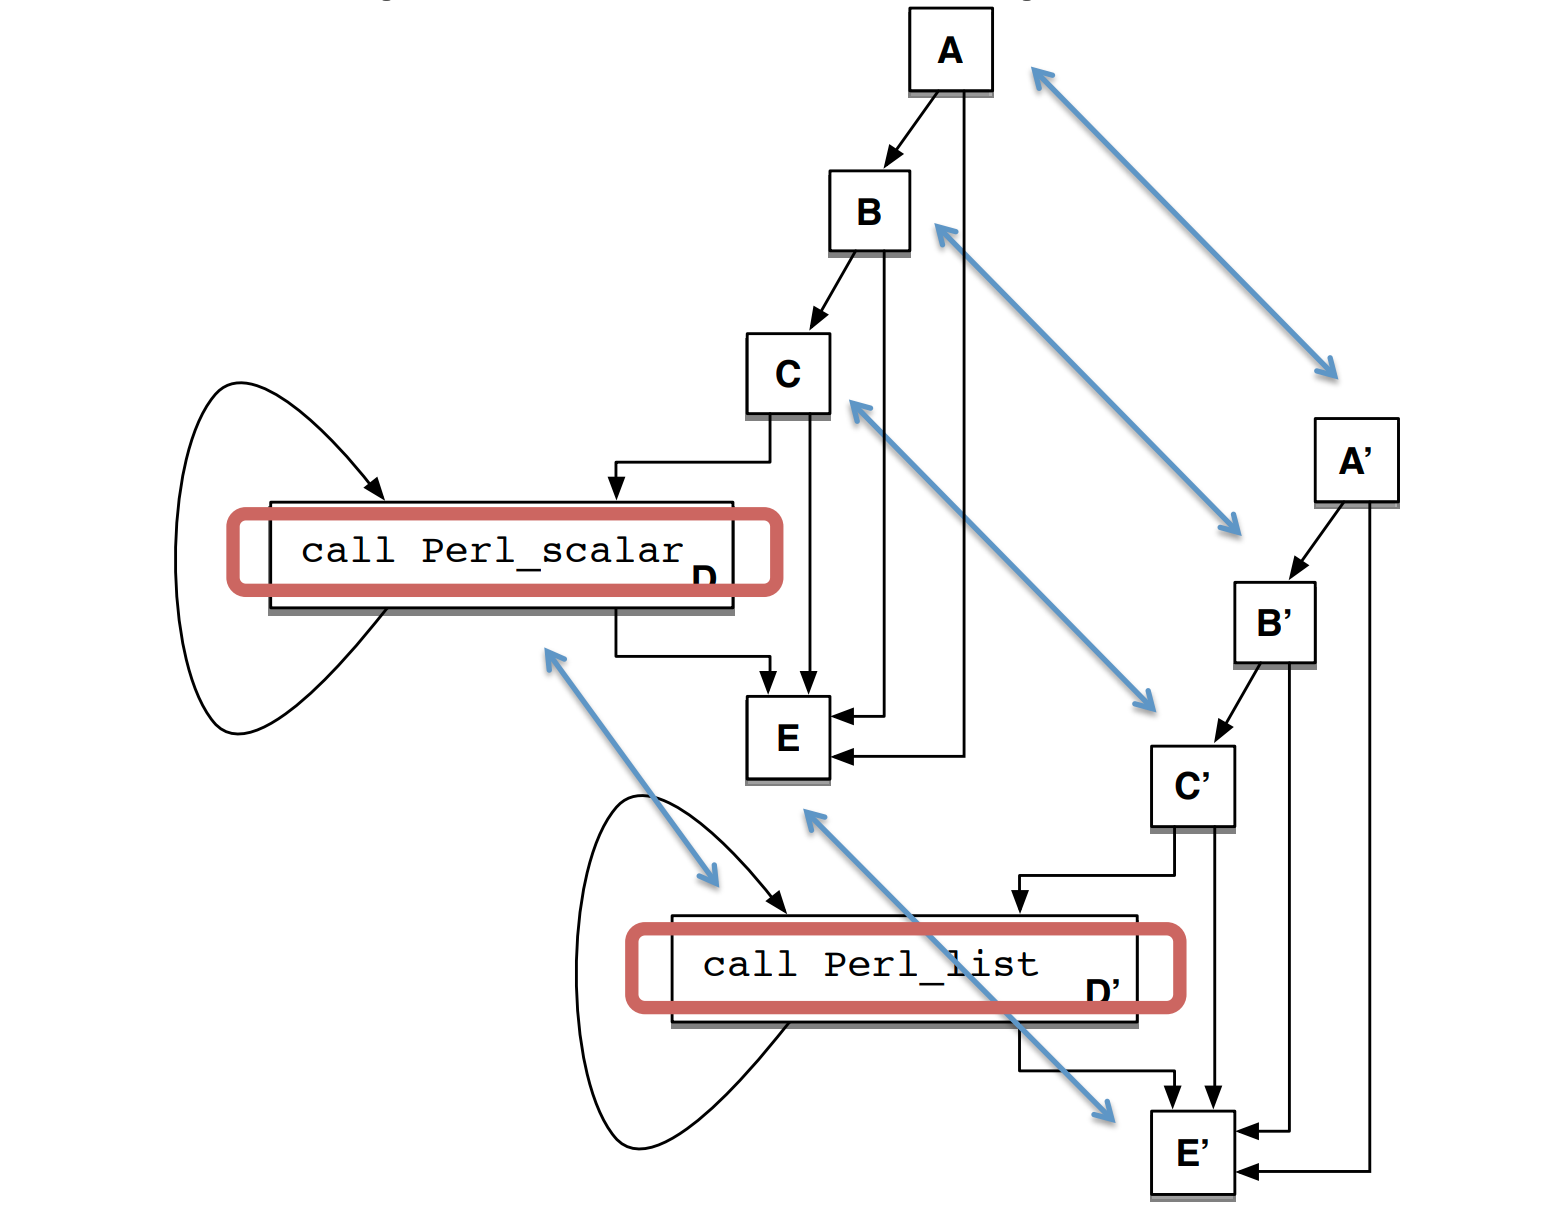 A
B
C
call Perl_scalar
D
E
A’
B’
C’
call Perl_list
D’
E’